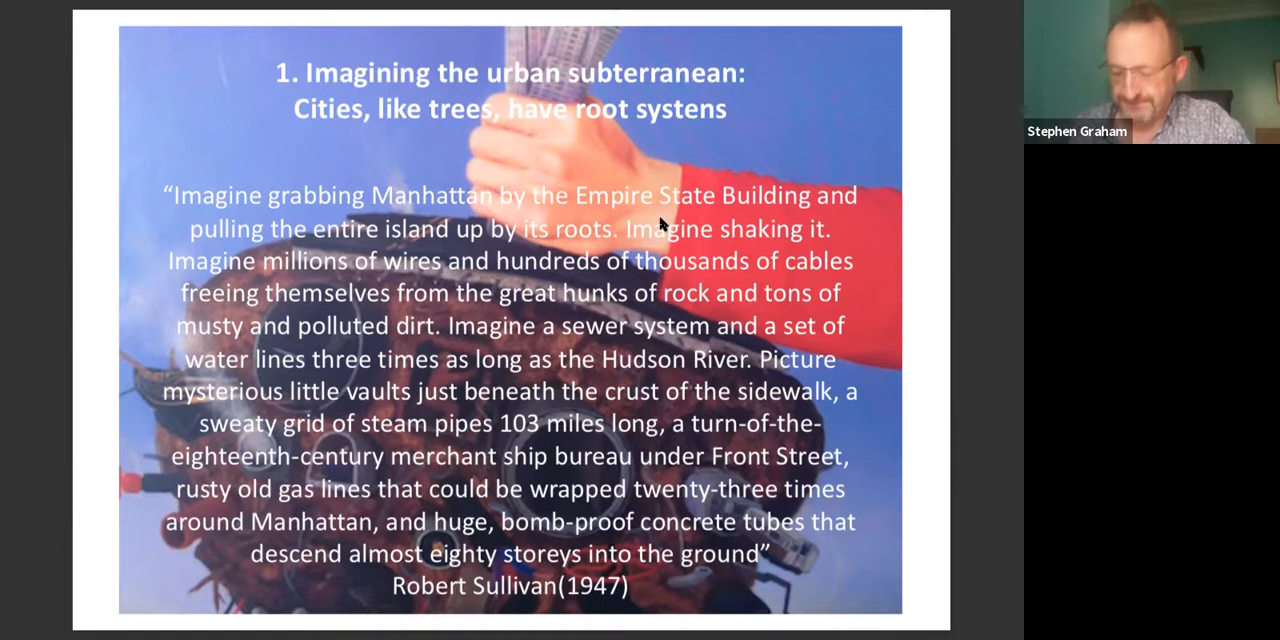 1. Imagining the urban subterranean:
Cities, like trees, have root systens
“Imagine grabbing Manhattan by the Empire State Building and
pulling the entire island up by its roots. Imagine shaking it.
Imagine millions of wires and hundreds of thousands of cables
freeing themselves from the great hunks of rock and tons of
musty and polluted dirt. Imagine a sewer system and a set of
water lines three times as long as the Hudson River. Picture
mysterious little vaults just beneath the crust of the sidewalk, a
sweaty grid of steam pipes 103 miles long, a turn-of-the-
eighteenth-century merchant ship bureau under Front Street,
rusty old gas lines that could be wrapped twenty-three times
around Manhattan, and huge, bomb-proof concrete tubes that
descend almost eighty storeys into the ground”
Robert Sullivan(1947)
Stephen Graham